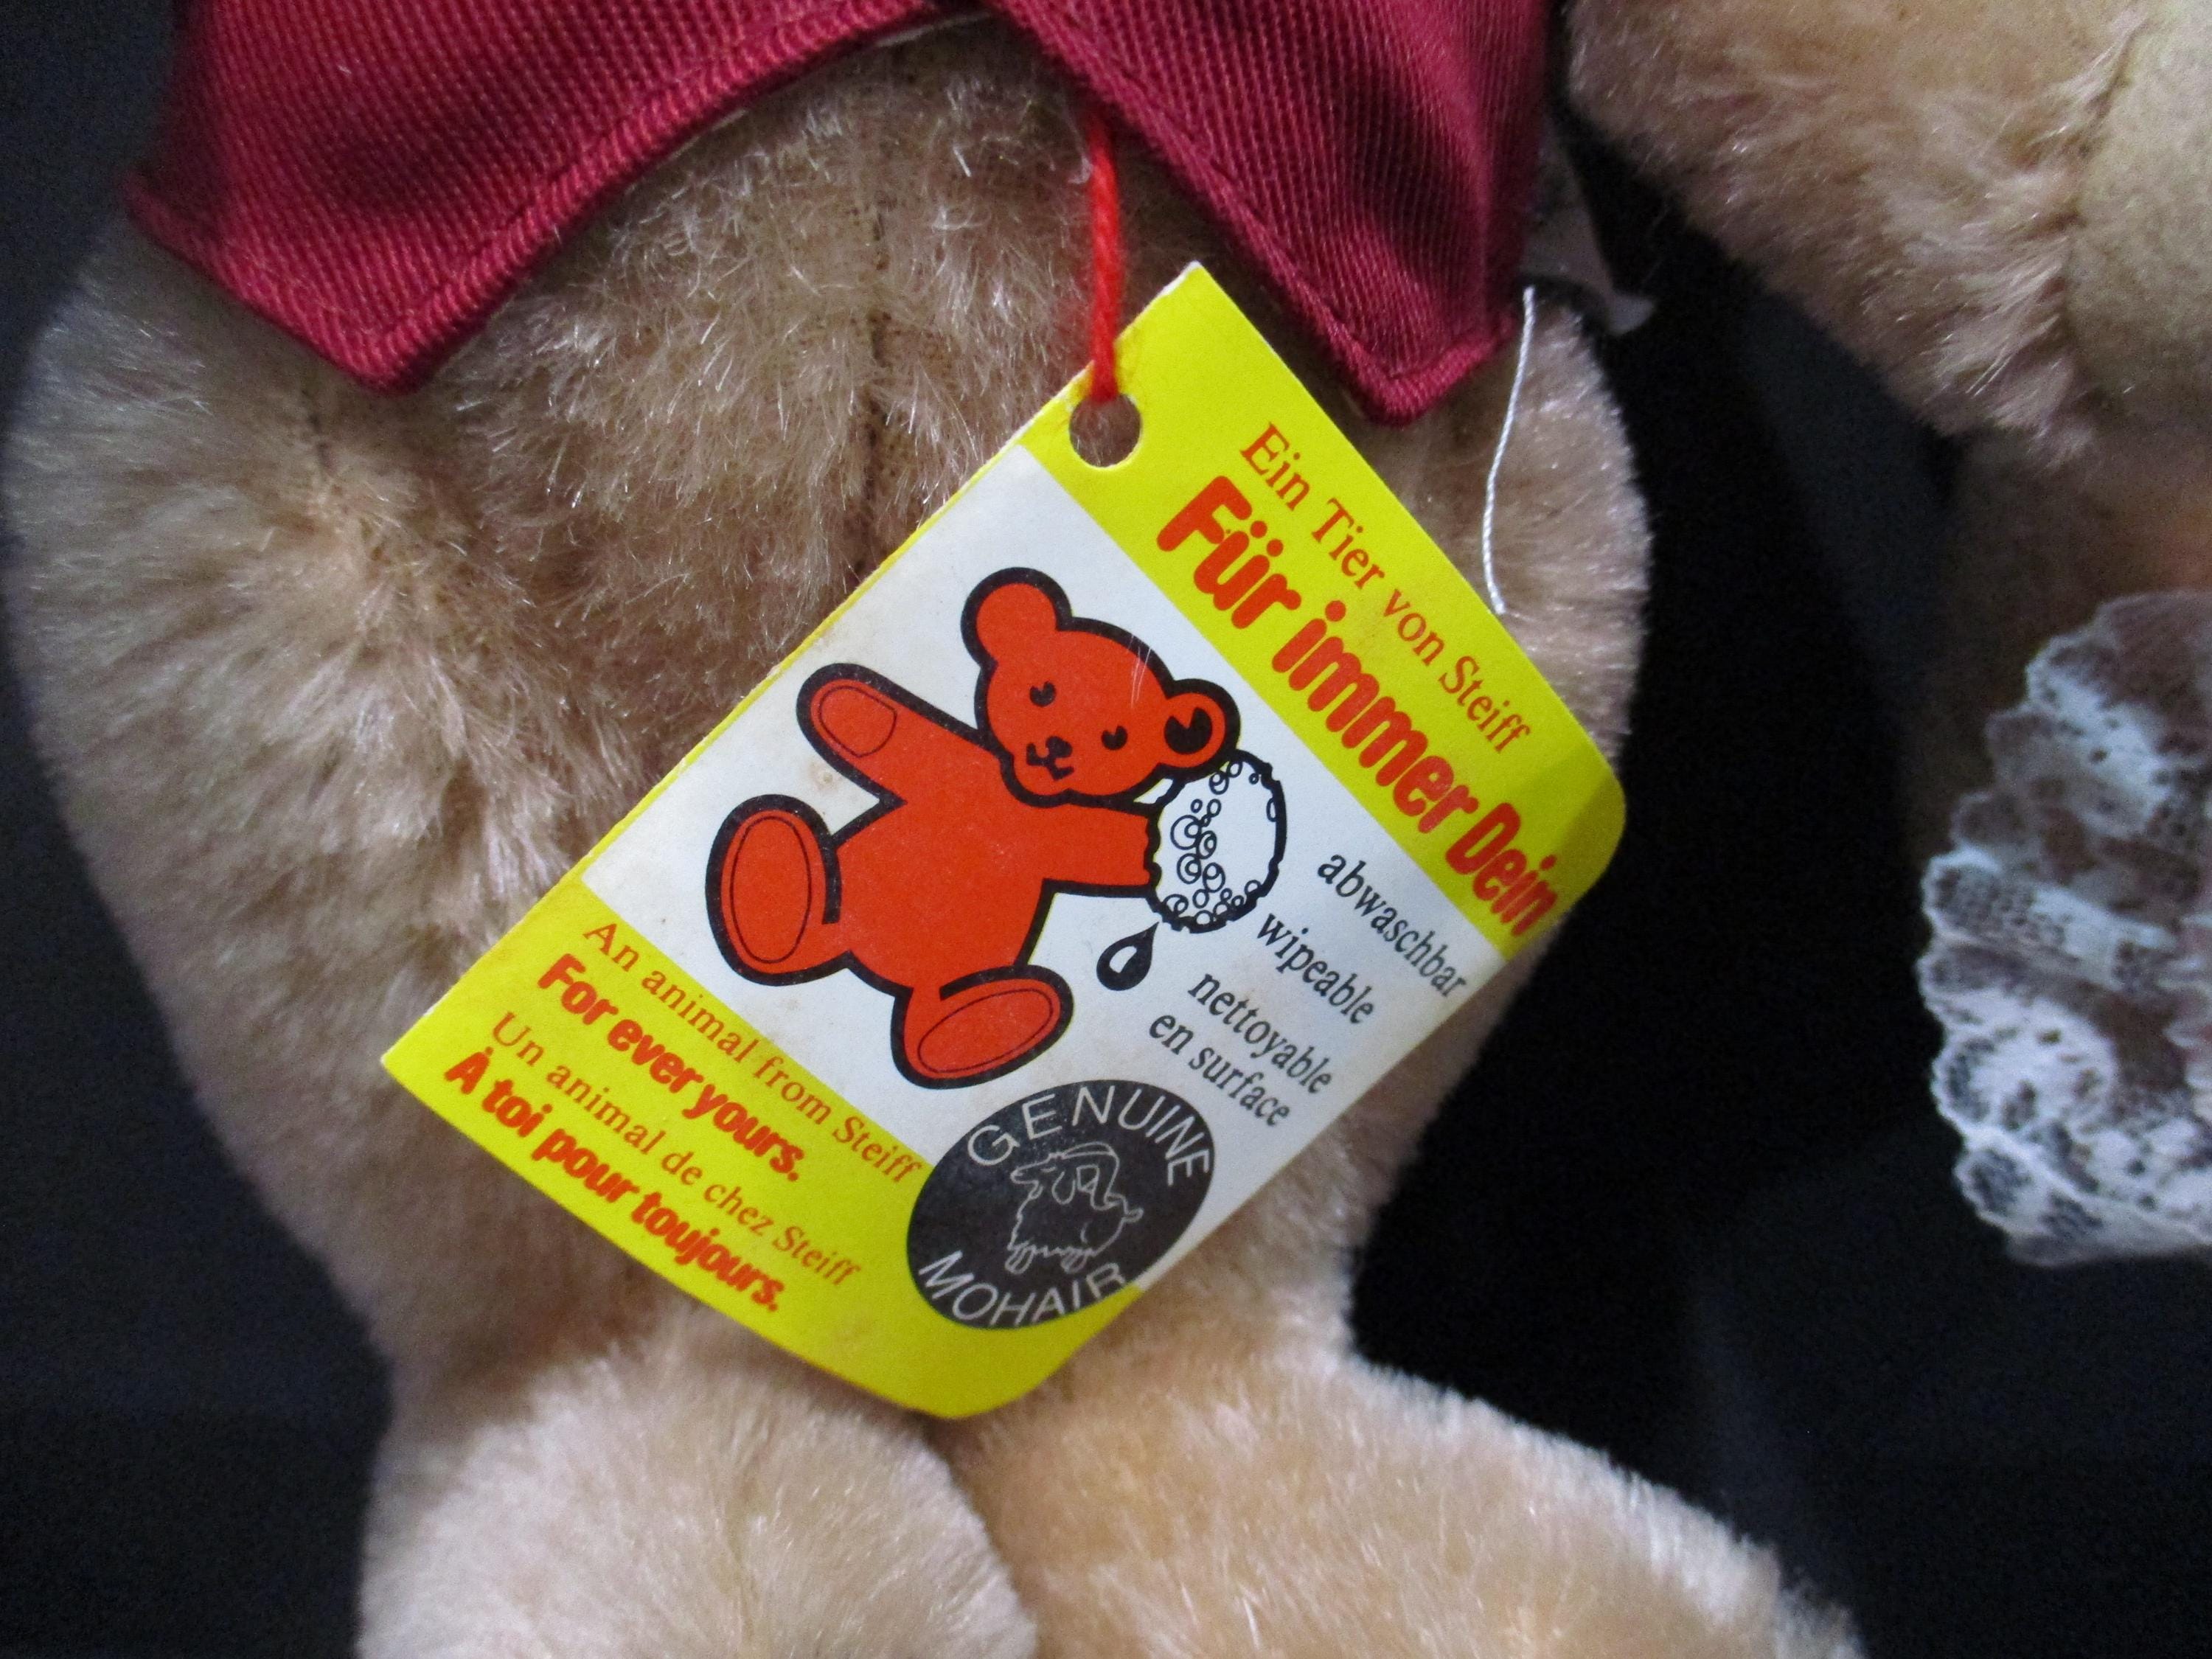 Ein Tier von Steiff
Für immer Dein
abwaschbar
wipeable
nettoyable
en surface
An animal from Steiff
For ever yours.
Un animal de chez Steiff
À toi pour toujours.
GENUINE
MOHAIR